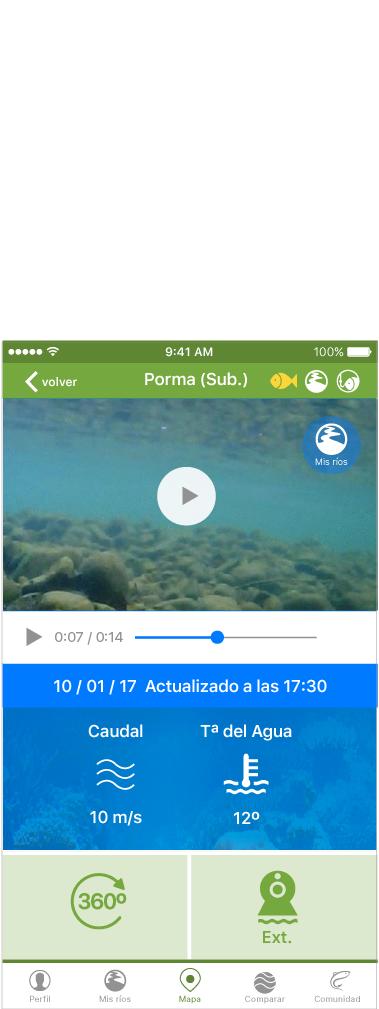 9:41 AM 100%
volver Porma (Sub.)
Mis ríos
0:07 / 0:14
10 / 01 / 17 Actualizado a las 17:30
Caudal Tª del Agua
10 m/s 12º
360º
Ext.
Perfil Mis ríos Mapa Comparar Comunidad